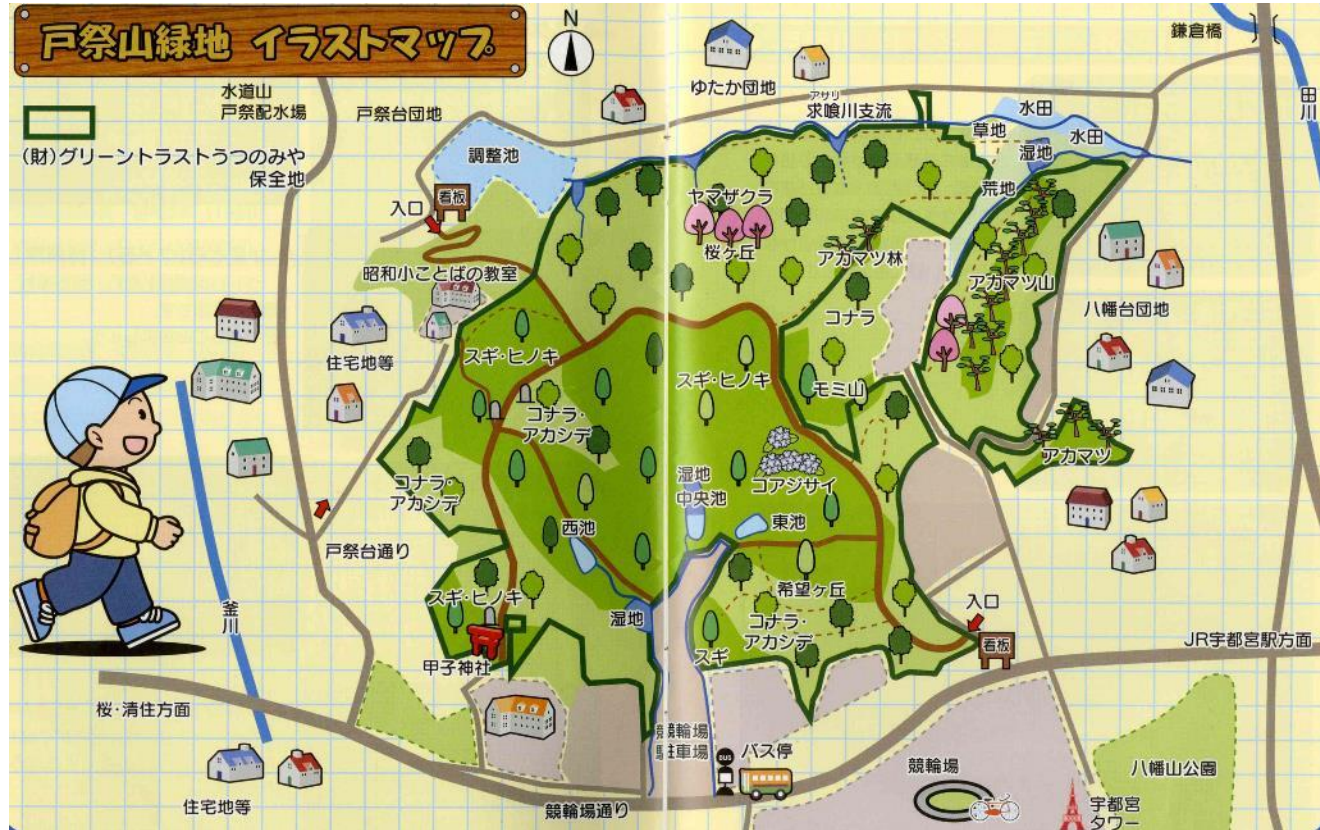 戸祭山緑地 イラストマップ
N
鎌倉橋
田川
水道山
戸祭配水場
戸祭台団地
ゆたか団地
アサリ
求喰川支流
水田
草地
水田
湿地
荒地
(財)グリーントラストうつのみや
保全地
調整池
看板
入口
ヤマザクラ
桜ヶ丘
アカマツ林
アカマツ山
八幡台団地
昭和小ことばの教室
コナラ
住宅地等
スギ・ヒノキ
スギ・ヒノキ
モミ山
コナラ・
アカシデ
アカマツ
コナラ・
アカシデ
湿地
中央池
コアジサイ
西池
東池
戸祭台通り
希望ヶ丘
スギ・ヒノキ
釜川
湿地
コナラ・
アカシデ
スギ
入口
看板
JR宇都宮駅方面
甲子神社
桜・清住方面
競輪場
駐車場
BUS
バス停
競輪場
八幡山公園
住宅地等
競輪場通り
宇都宮
タワー